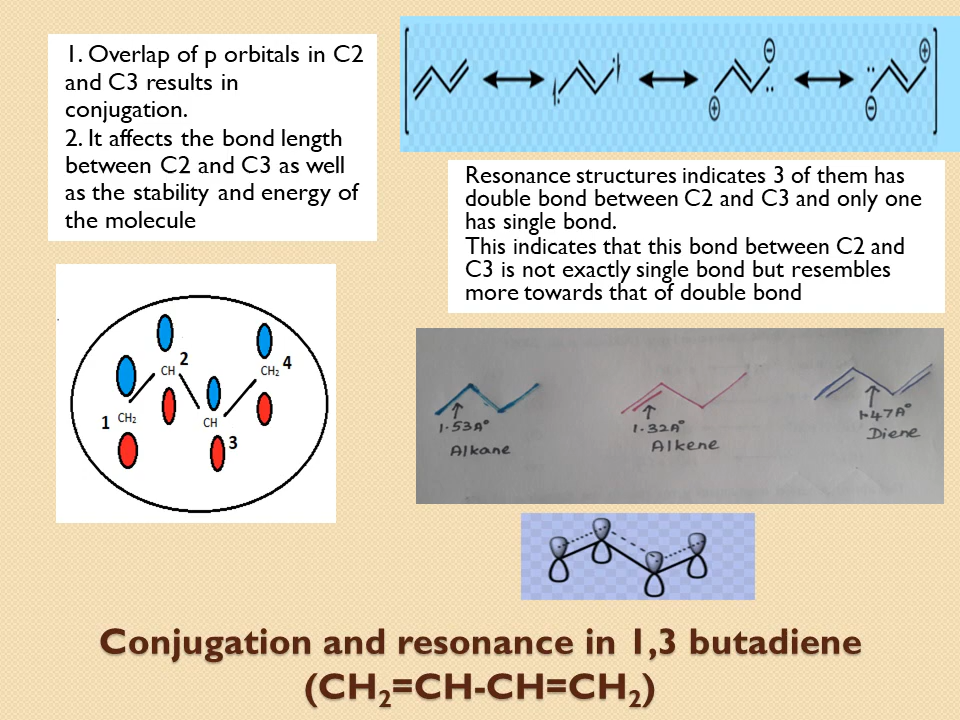 1. Overlap of p orbitals in C2
and C3 results in
conjugation.
2. It affects the bond length
between C2 and C3 as well
as the stability and energy of
the molecule
Resonance structures indicates 3 of them has
double bond between C2 and C3 and only one
has single bond.
This indicates that this bond between C2 and
C3 is not exactly single bond but resembles
more towards that of double bond
2
CH
CH₂ 4
1 CH₂
CH
3
1.53A°
Alkane
1.32A°
Alkene
1.47A°
Diene
Conjugation and resonance in 1,3 butadiene
(CH₂=CH-CH=CH₂)